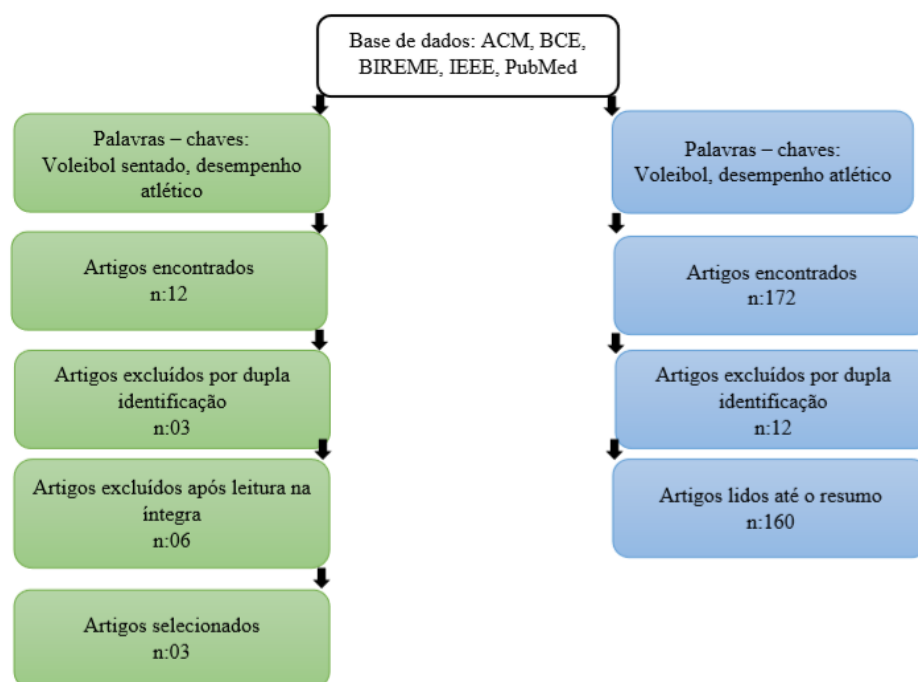 Base de dados: ACM, BCE,
BIREME, IEEE, PubMed
Palavras – chaves:
Voleibol sentado, desempenho
atlético
Artigos encontrados
n:12
Artigos excluídos por dupla
identificação
n:03
Artigos excluídos após leitura na
íntegra
n:06
Artigos selecionados
n:03
Palavras – chaves:
Voleibol, desempenho atlético
Artigos encontrados
n:172
Artigos excluídos por dupla
identificação
n:12
Artigos lidos até o resumo
n:160